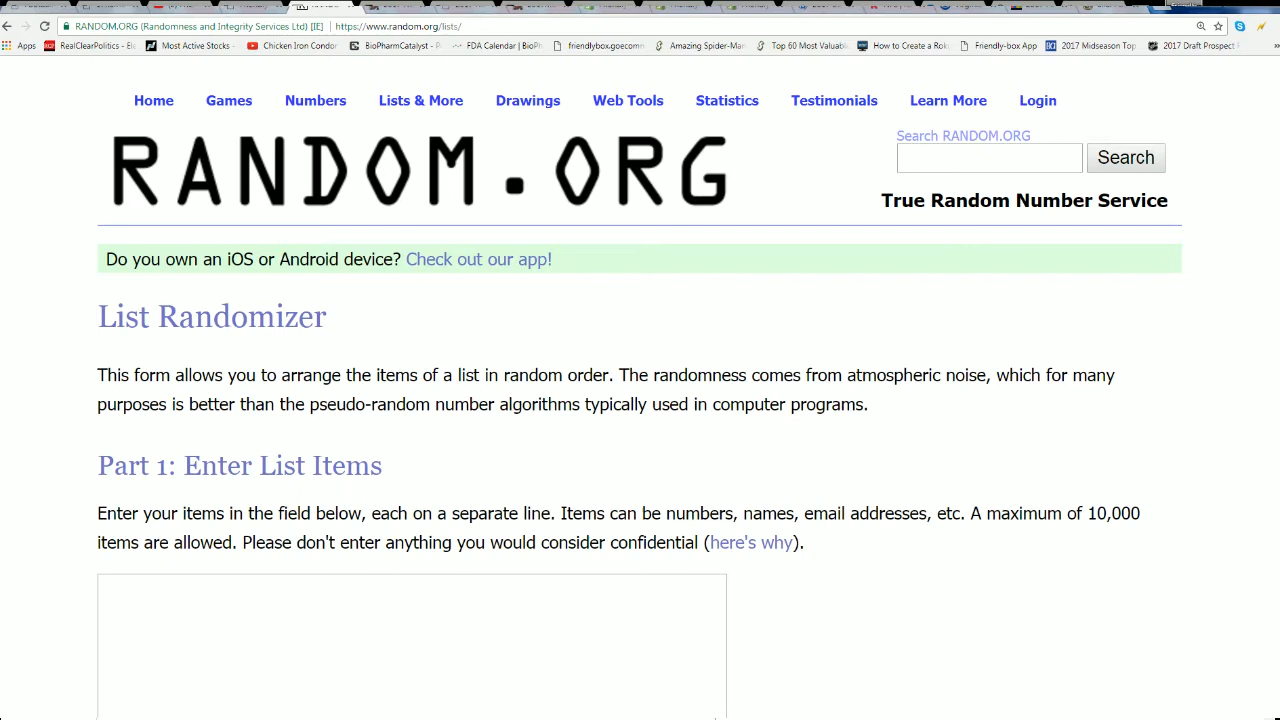 RANDOM.ORG (Randomness and Integrity Services Ltd) [IE] https://www.random.org/lists/
Apps RealClearPolitics - Ele Most Active Stocks - Chicken Iron Condor BioPharmCatalyst - P FDA Calendar | BioPh friendlybox.goecomm Amazing Spider-Man Top 60 Most Valuabl How to Create a Rok Friendly-box App 2017 Midseason Top 2017 Draft Prospect
Home Games Numbers Lists & More Drawings Web Tools Statistics Testimonials Learn More Login
RANDOM.ORG
Search RANDOM.ORG
Search
True Random Number Service
Do you own an iOS or Android device? Check out our app!
List Randomizer
This form allows you to arrange the items of a list in random order. The randomness comes from atmospheric noise, which for many
purposes is better than the pseudo-random number algorithms typically used in computer programs.
Part 1: Enter List Items
Enter your items in the field below, each on a separate line. Items can be numbers, names, email addresses, etc. A maximum of 10,000
items are allowed. Please don't enter anything you would consider confidential (here's why).